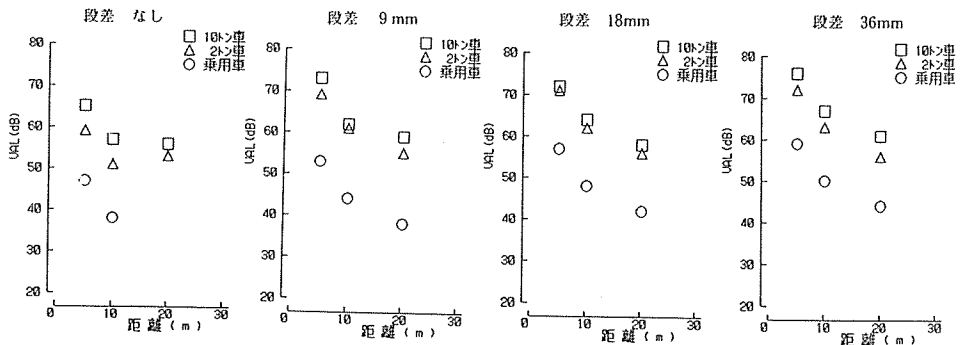 段差 なし
□ 10トン車
△ 2トン車
○ 乗用車
VAL(dB)
80
70
60
50
40
30
20
0 10 20 30
距離(m)
段差 9mm
□ 10トン車
△ 2トン車
○ 乗用車
VAL(dB)
80
70
60
50
40
30
20
0 10 20 30
距離(m)
段差 18mm
□ 10トン車
△ 2トン車
○ 乗用車
VAL(dB)
80
70
60
50
40
30
20
0 10 20 30
距離(m)
段差 36mm
□ 10トン車
△ 2トン車
○ 乗用車
VAL(dB)
80
70
60
50
40
30
20
0 10 20 30
距離(m)